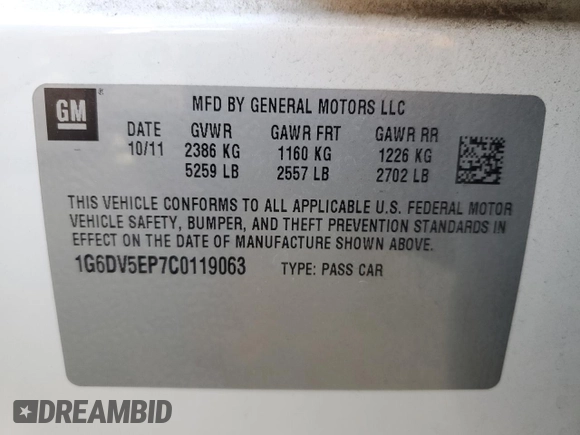 GM
MFD BY GENERAL MOTORS LLC
DATE GVWR GAWR FRT GAWR RR
10/11 2386 KG 1160 KG 1226 KG
5259 LB 2557 LB 2702 LB
THIS VEHICLE CONFORMS TO ALL APPLICABLE U.S. FEDERAL MOTOR
VEHICLE SAFETY, BUMPER, AND THEFT PREVENTION STANDARDS IN
EFFECT ON THE DATE OF MANUFACTURE SHOWN ABOVE.
1G6DV5EP7C0119063 TYPE: PASS CAR
DREAMBID